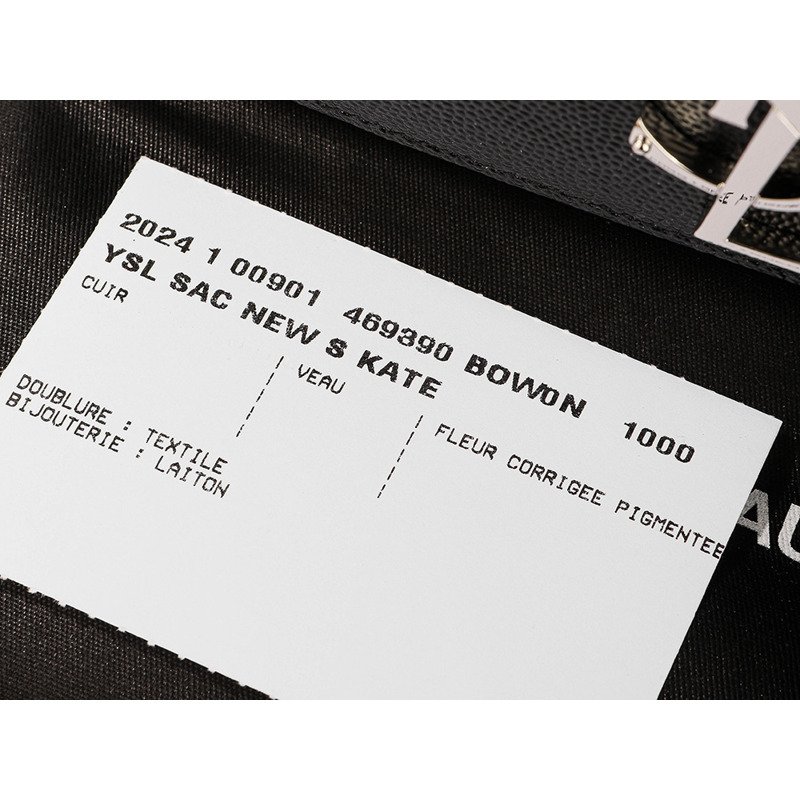 2024 1 00901 469390 BOW0N 1000
YSL SAC NEW S KATE
CUIR VEAU FLEUR CORRIGEE PIGMENTEE
DOUBLURE : TEXTILE
BIJOUTERIE : LAITON
AU